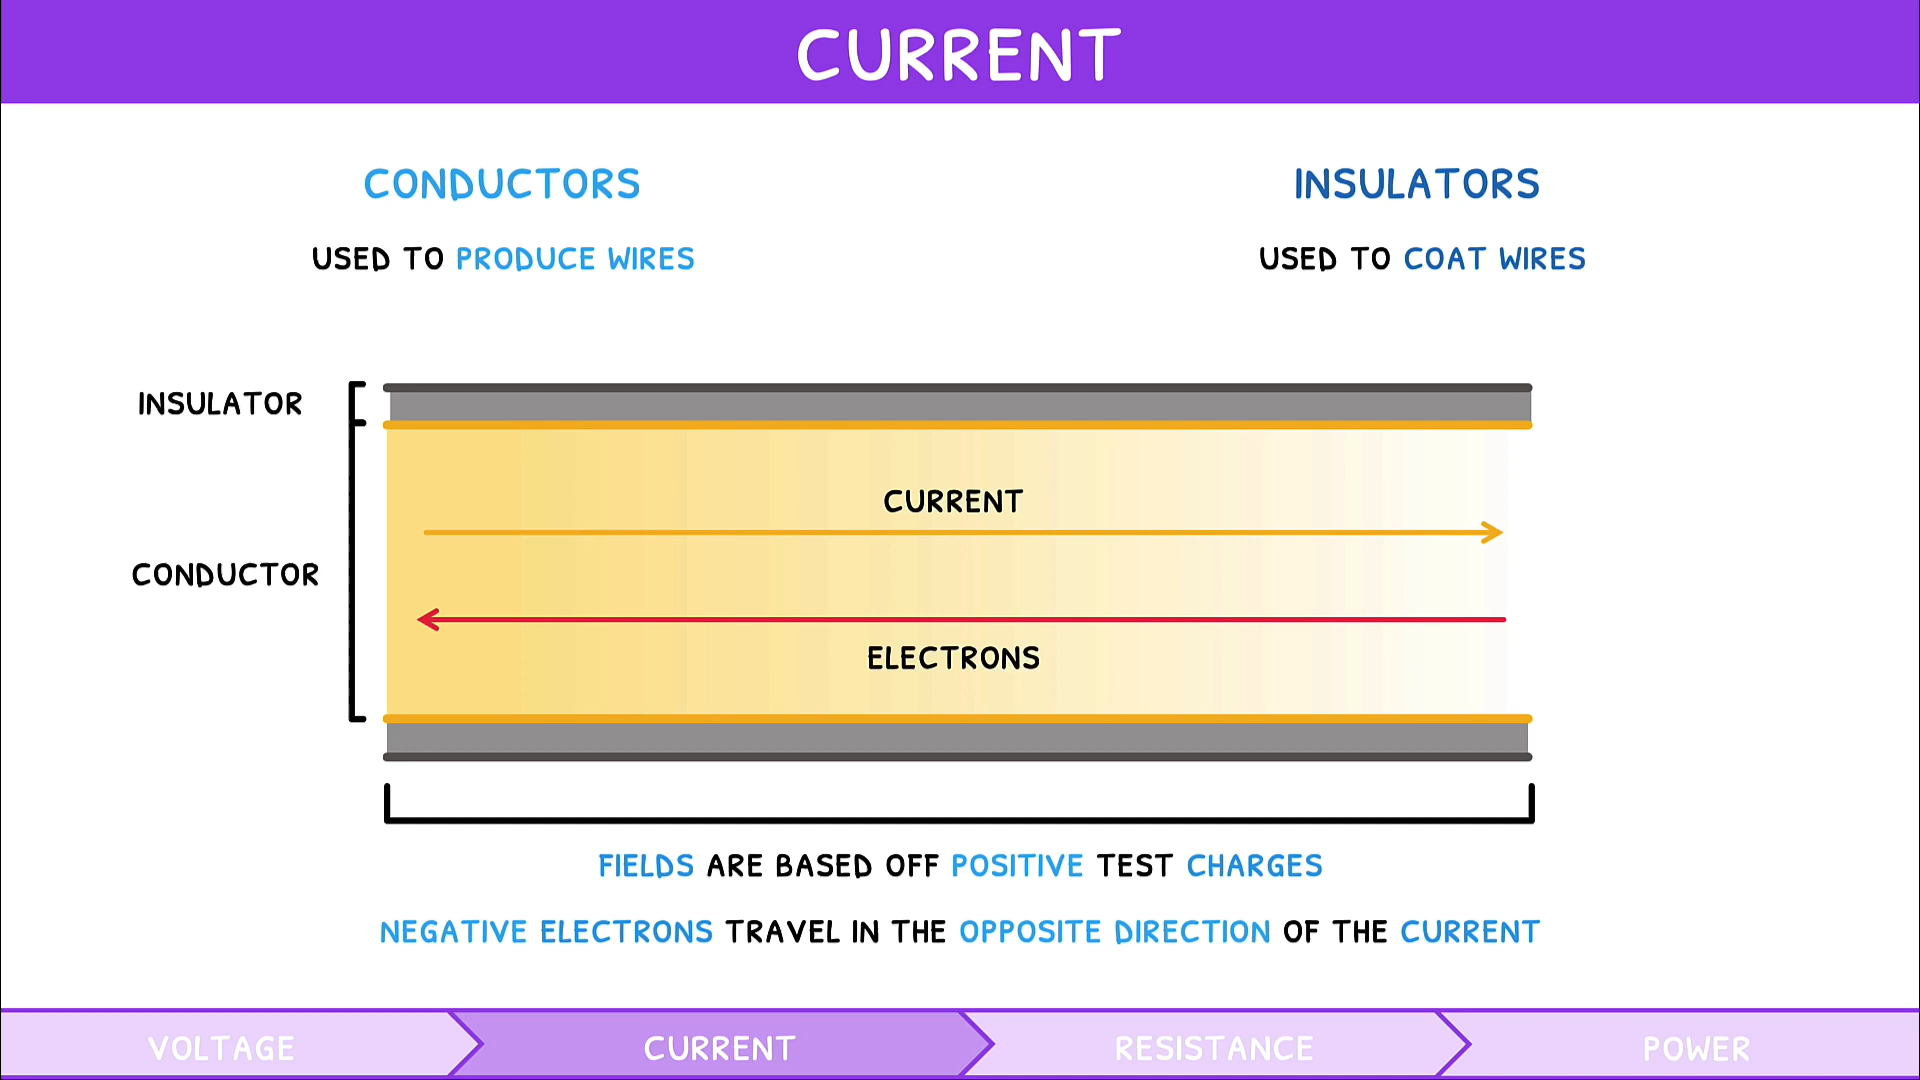 CURRENT
CONDUCTORS
USED TO PRODUCE WIRES
INSULATORS
USED TO COAT WIRES
INSULATOR
CONDUCTOR
CURRENT
ELECTRONS
FIELDS ARE BASED OFF POSITIVE TEST CHARGES
NEGATIVE ELECTRONS TRAVEL IN THE OPPOSITE DIRECTION OF THE CURRENT
VOLTAGE
CURRENT
RESISTANCE
POWER